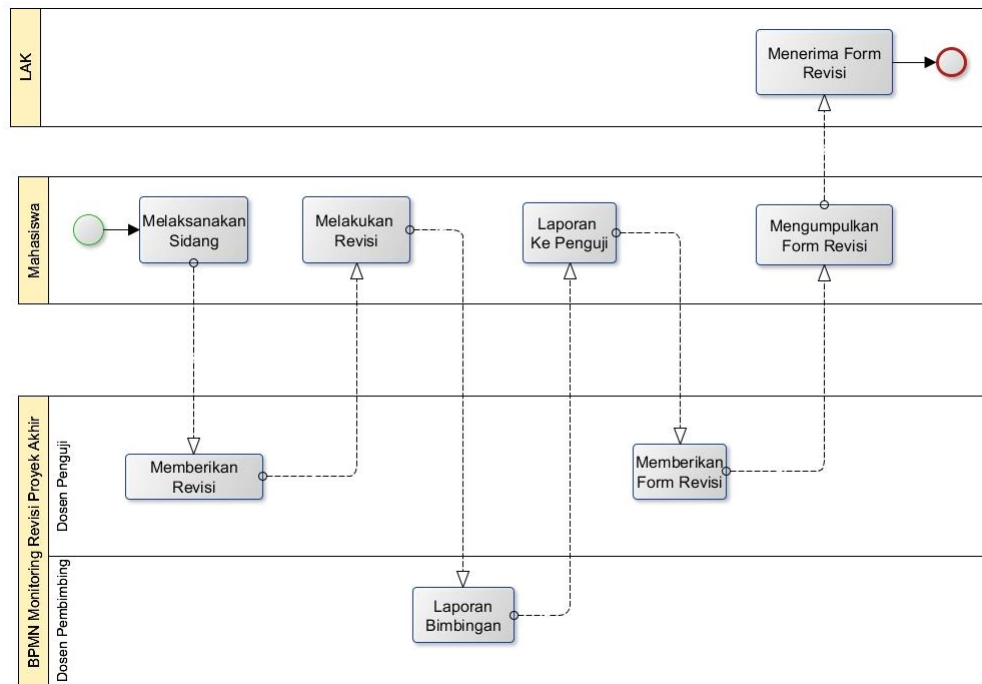 LAK
Menerima Form
Revisi
Mahasiswa
Melaksanakan
Sidang
Melakukan
Revisi
Laporan
Ke Penguji
Mengumpulkan
Form Revisi
BPMN Monitoring Revisi Proyek Akhir
Dosen Penguji
Memberikan
Revisi
Memberikan
Form Revisi
Dosen Pembimbing
Laporan
Bimbingan